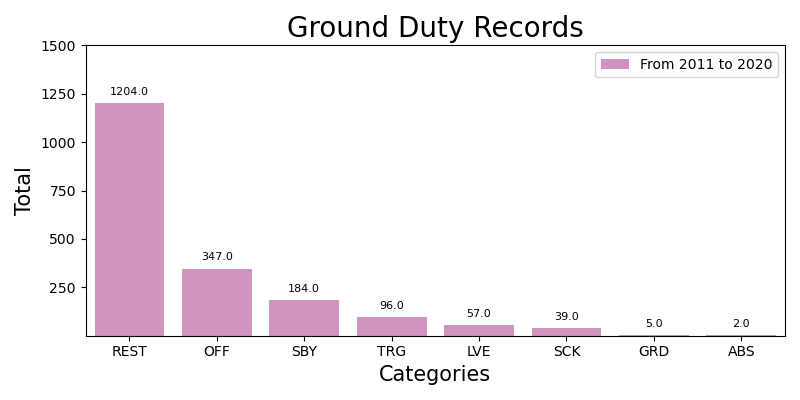 Ground Duty Records
1500
1250
1000
750
500
250
Total
From 2011 to 2020
1204.0
347.0
184.0
96.0
57.0
39.0
5.0
2.0
REST OFF SBY TRG LVE SCK GRD ABS
Categories